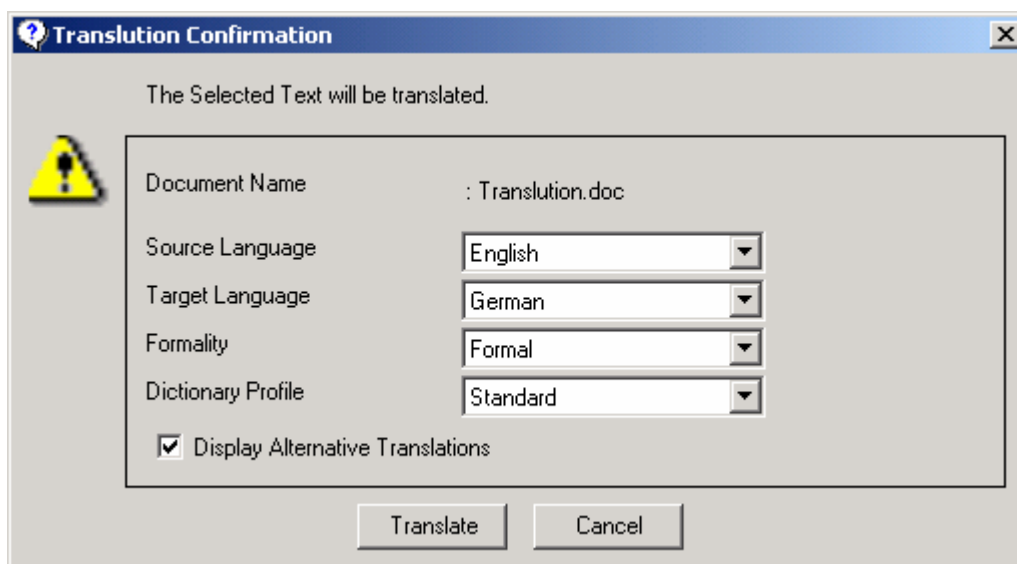 Translution Confirmation
The Selected Text will be translated.
Document Name : Translution.doc
Source Language English
Target Language German
Formality Formal
Dictionary Profile Standard
Display Alternative Translations
Translate Cancel